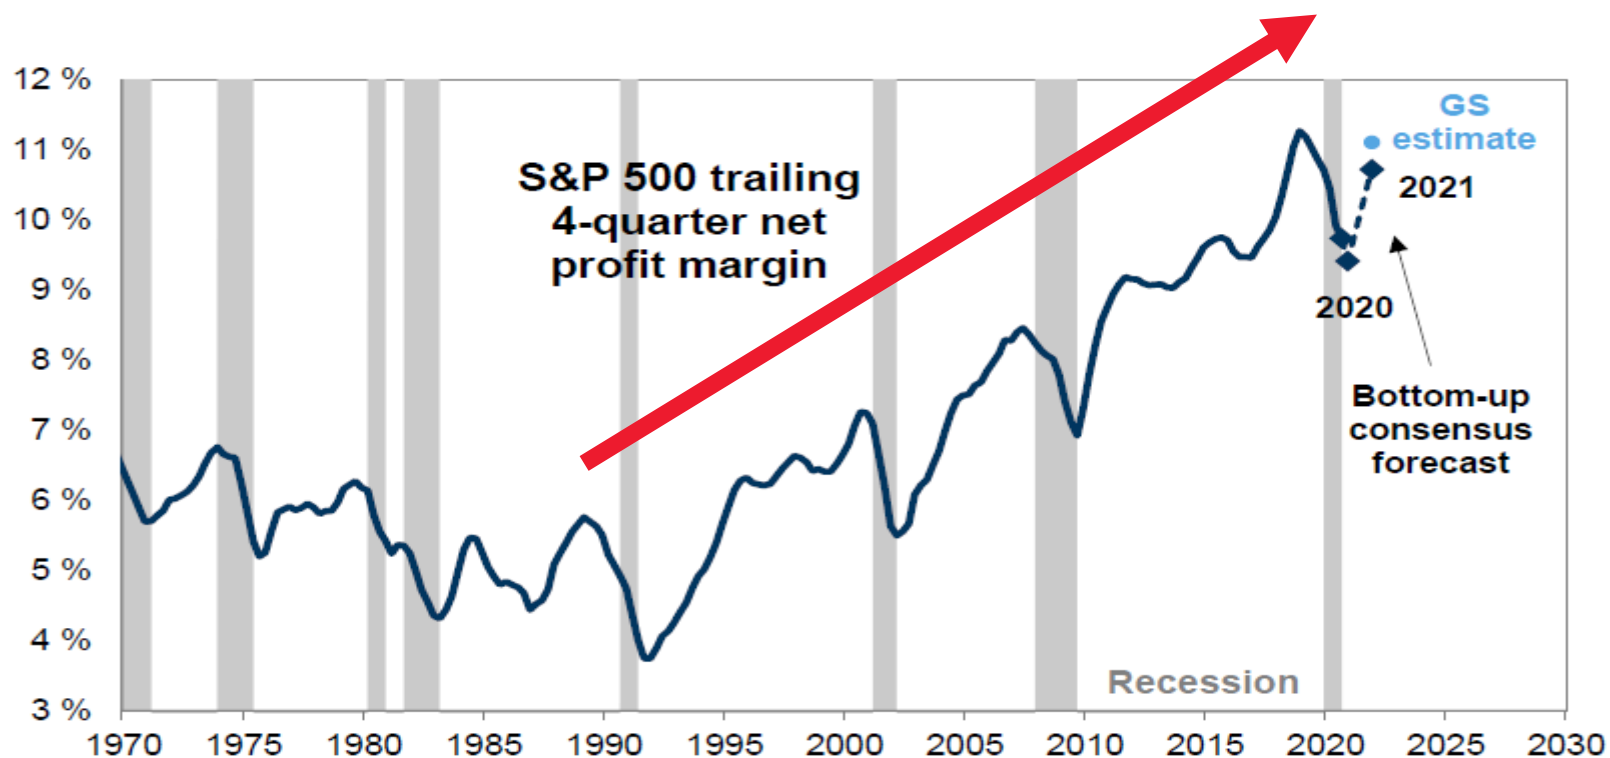 12 %
11 %
10 %
9 %
8 %
7 %
6 %
5 %
4 %
3 %
S&P 500 trailing
4-quarter net
profit margin
GS
estimate
2021
2020
Bottom-up
consensus
forecast
Recession
1970 1975 1980 1985 1990 1995 2000 2005 2010 2015 2020 2025 2030